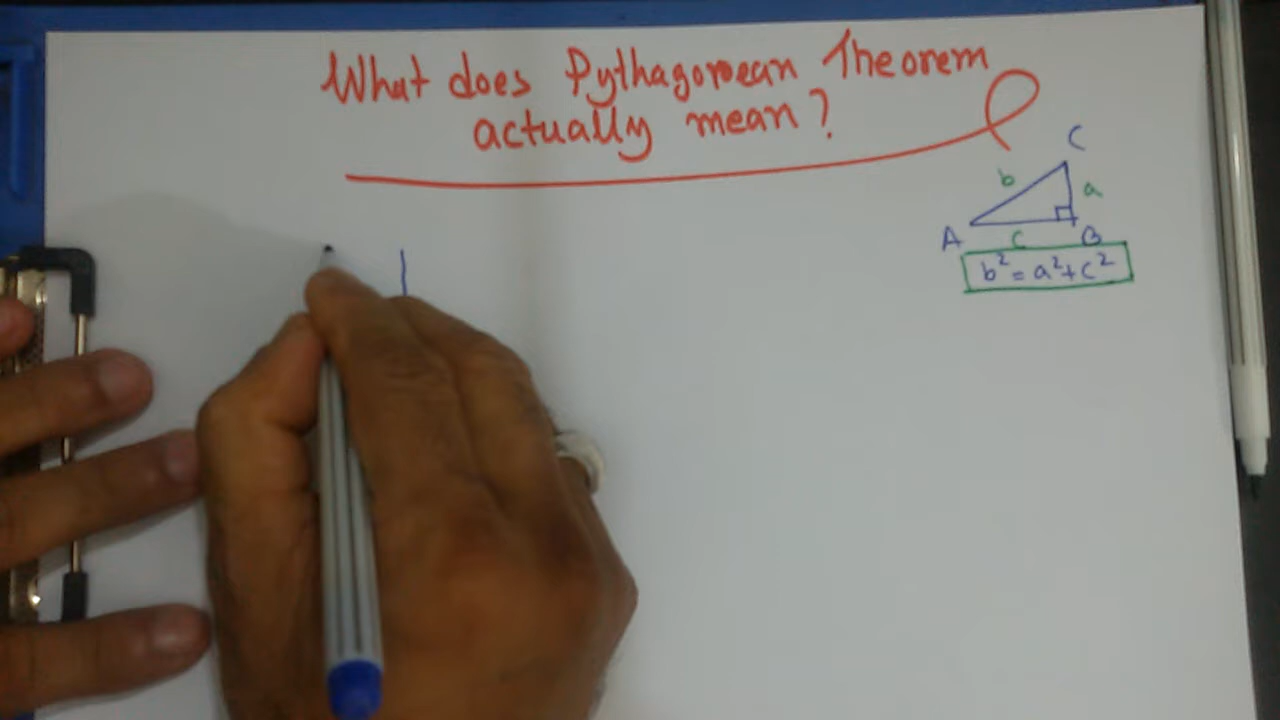 What does Pythagorean Theorem
actually mean?
C
b
a
A
c
B
b² = a² + c²